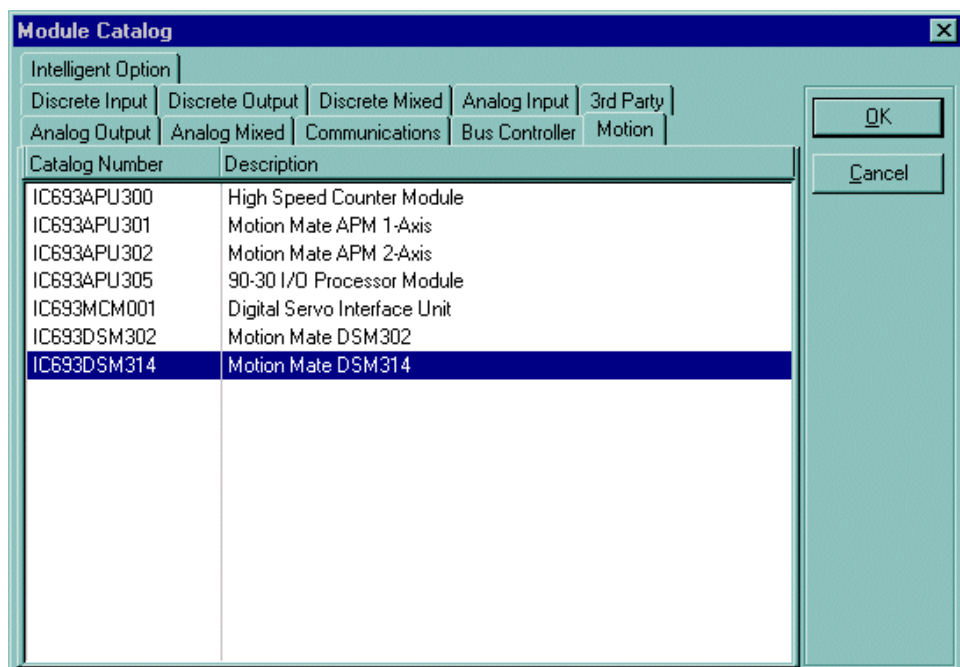 Module Catalog
Intelligent Option
Discrete Input Discrete Output Discrete Mixed Analog Input 3rd Party
Analog Output Analog Mixed Communications Bus Controller Motion
OK
Cancel
Catalog Number Description
IC693APU300 High Speed Counter Module
IC693APU301 Motion Mate APM 1-Axis
IC693APU302 Motion Mate APM 2-Axis
IC693APU305 90-30 I/O Processor Module
IC693MCM001 Digital Servo Interface Unit
IC693DSM302 Motion Mate DSM302
IC693DSM314 Motion Mate DSM314